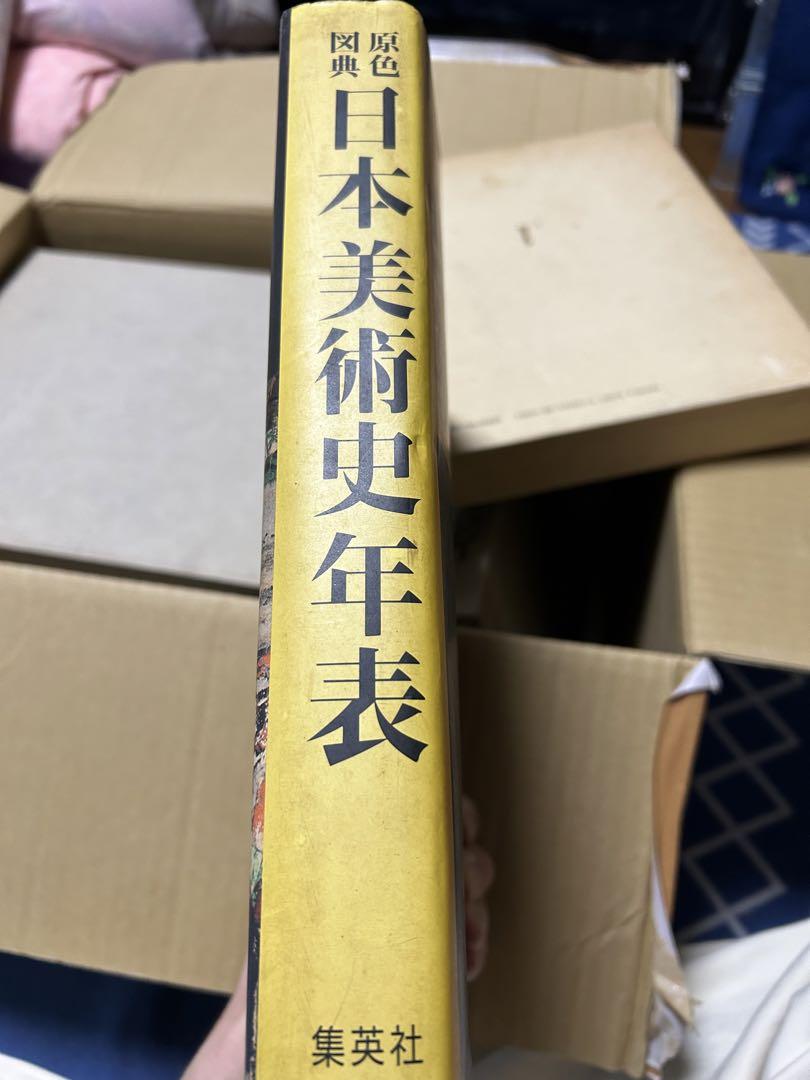 原色
図典
日本美術史年表
集英社